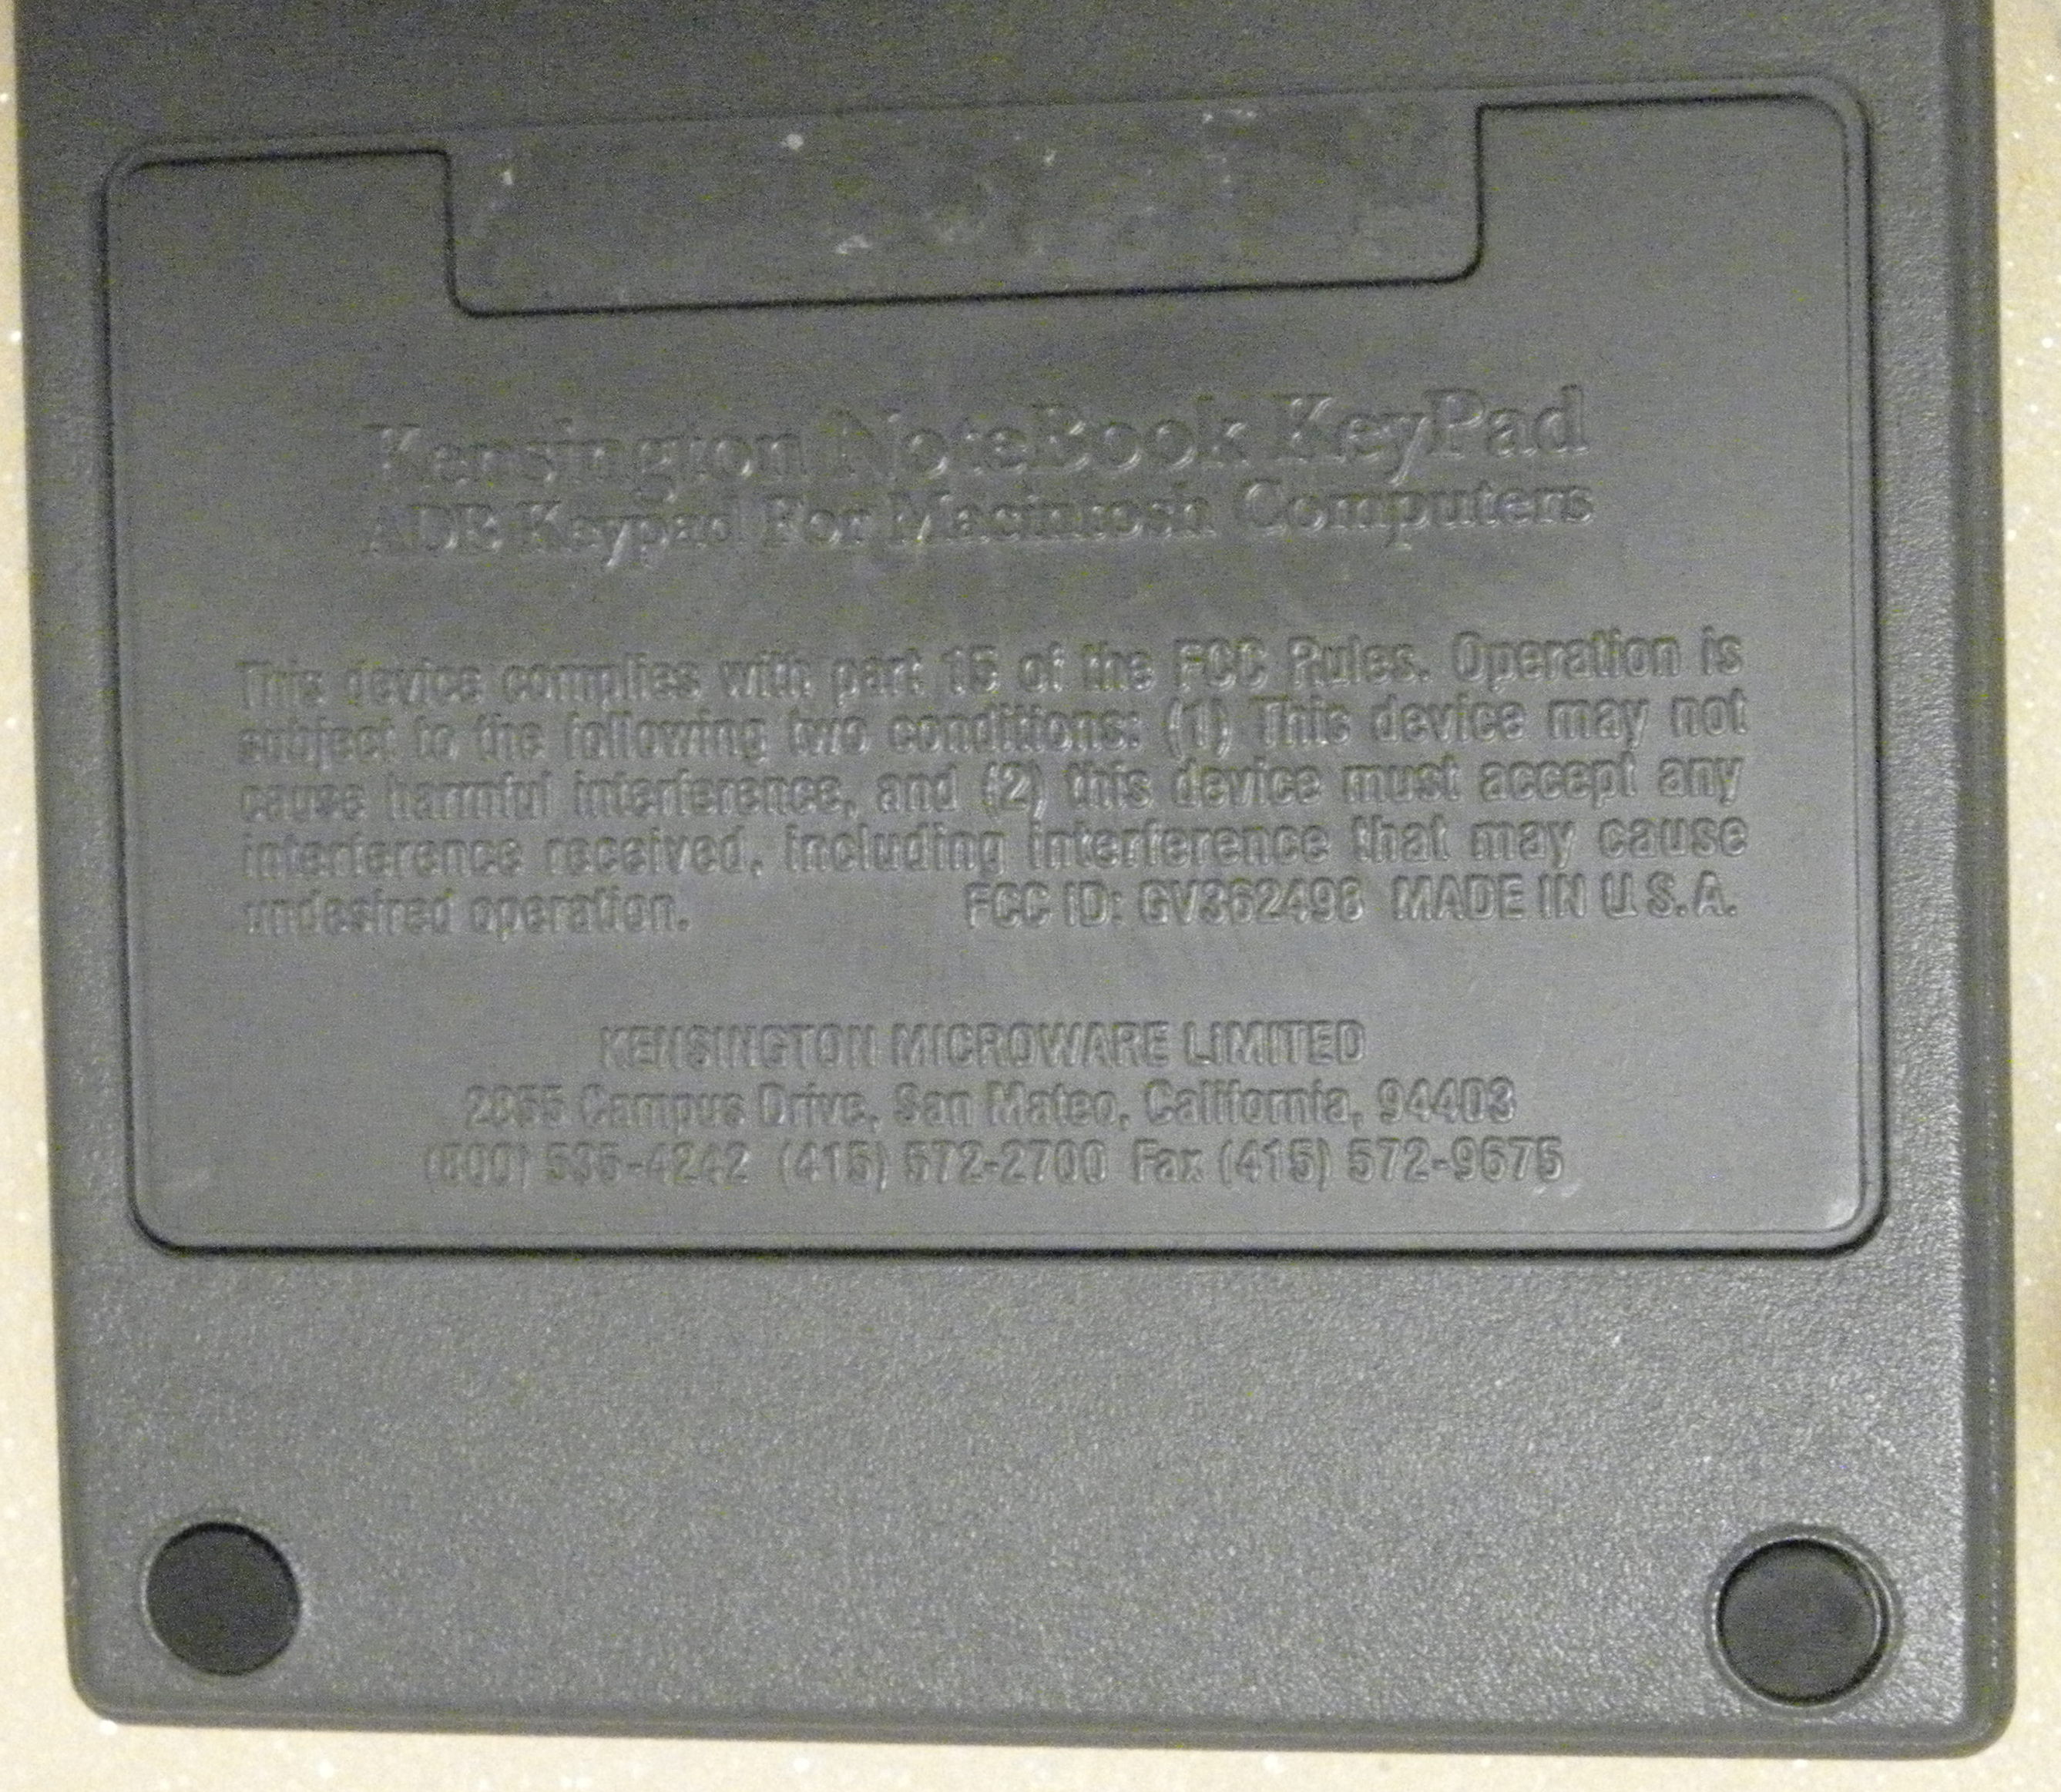 Kensington NoteBook KeyPad
ADB Keypad For Macintosh Computers
This device complies with part 15 of the FCC Rules. Operation is
subject to the following two conditions: (1) This device may not
cause harmful interference, and (2) this device must accept any
interference received, including interference that may cause
undesired operation. FCC ID: GV362498 MADE IN U.S.A.
KENSINGTON MICROWARE LIMITED
2855 Campus Drive, San Mateo, California, 94403
(800) 535-4242 (415) 572-2700 Fax (415) 572-9675